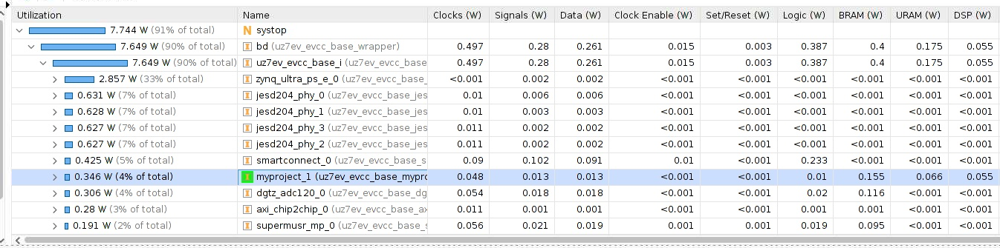 Utilization Name Clocks (W) Signals (W) Data (W) Clock Enable (W) Set/Reset (W) Logic (W) BRAM (W) URAM (W) DSP (W)
7.744 W (91% of total) N systop
7.649 W (90% of total) bd (uz7ev_evcc_base_wrapper) 0.497 0.28 0.261 0.015 0.003 0.387 0.4 0.175 0.055
7.649 W (90% of total) uz7ev_evcc_base_i (uz7ev_evcc_base 0.497 0.28 0.261 0.015 0.003 0.387 0.4 0.175 0.055
2.857 W (33% of total) zynq_ultra_ps_e_0 (uz7ev_evcc_base_ <0.001 0.002 0.002 <0.001 <0.001 <0.001 <0.001 <0.001 <0.001
0.631 W (7% of total) jesd204_phy_0 (uz7ev_evcc_base_jes 0.01 0.006 0.006 <0.001 <0.001 <0.001 <0.001 <0.001 <0.001
0.628 W (7% of total) jesd204_phy_1 (uz7ev_evcc_base_jes 0.01 0.003 0.003 <0.001 <0.001 <0.001 <0.001 <0.001 <0.001
0.627 W (7% of total) jesd204_phy_3 (uz7ev_evcc_base_jes 0.011 0.002 0.002 <0.001 <0.001 <0.001 <0.001 <0.001 <0.001
0.627 W (7% of total) jesd204_phy_2 (uz7ev_evcc_base_jes 0.011 0.002 0.002 <0.001 <0.001 <0.001 <0.001 <0.001 <0.001
0.425 W (5% of total) smartconnect_0 (uz7ev_evcc_base_s 0.09 0.102 0.091 0.01 <0.001 0.233 <0.001 <0.001 <0.001
0.346 W (4% of total) myproject_1 (uz7ev_evcc_base_mypro 0.048 0.013 0.013 <0.001 <0.001 0.01 0.155 0.066 0.055
0.306 W (4% of total) dgtz_adc120_0 (uz7ev_evcc_base_dg 0.054 0.018 0.018 <0.001 <0.001 0.02 0.116 <0.001 <0.001
0.28 W (3% of total) axi_chip2chip_0 (uz7ev_evcc_base_ax 0.011 0.001 0.001 <0.001 <0.001 <0.001 <0.001 <0.001 <0.001
0.191 W (2% of total) supermusr_mp_0 (uz7ev_evcc_base_s 0.056 0.021 0.019 0.001 0.001 0.019 0.095 <0.001 <0.001